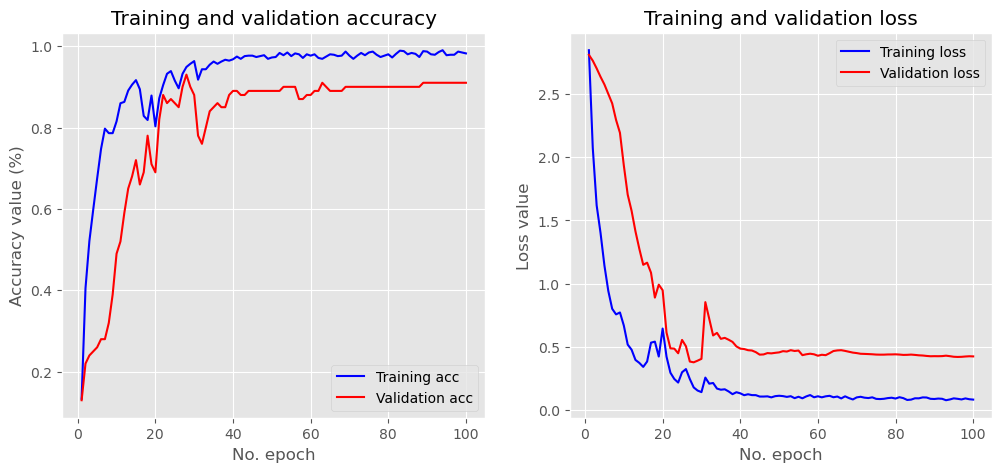 Training and validation accuracy
Accuracy value (%)
1.0
0.8
0.6
0.4
0.2
0
20
40
60
80
100
No. epoch
Training acc
Validation acc
Training and validation loss
Loss value
2.5
2.0
1.5
1.0
0.5
0.0
0
20
40
60
80
100
No. epoch
Training loss
Validation loss